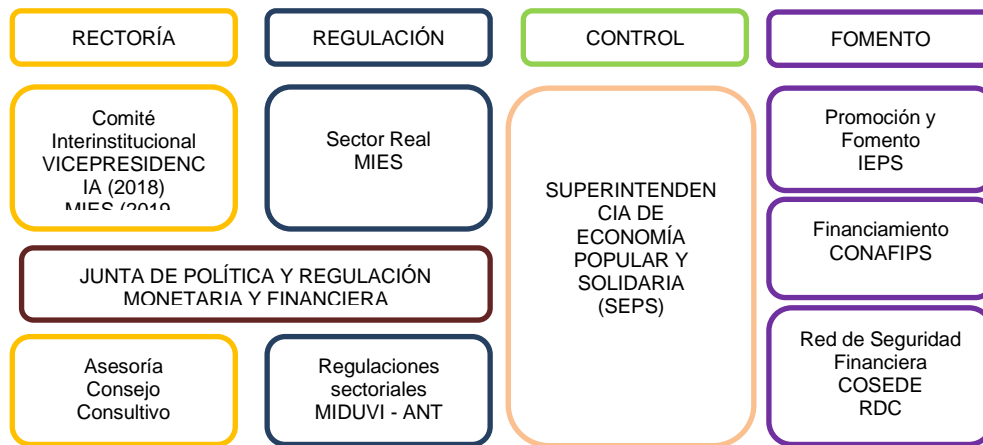 RECTORÍA
REGULACIÓN
CONTROL
FOMENTO
Comité
Interinstitucional
VICEPRESIDENC
IA (2018)
MIES (2019
Sector Real
MIES
JUNTA DE POLÍTICA Y REGULACIÓN
MONETARIA Y FINANCIERA
Asesoría
Consejo
Consultivo
Regulaciones
sectoriales
MIDUVI - ANT
SUPERINTENDEN
CIA DE
ECONOMÍA
POPULAR Y
SOLIDARIA
(SEPS)
Promoción y
Fomento
IEPS
Financiamiento
CONAFIPS
Red de Seguridad
Financiera
COSEDE
RDC